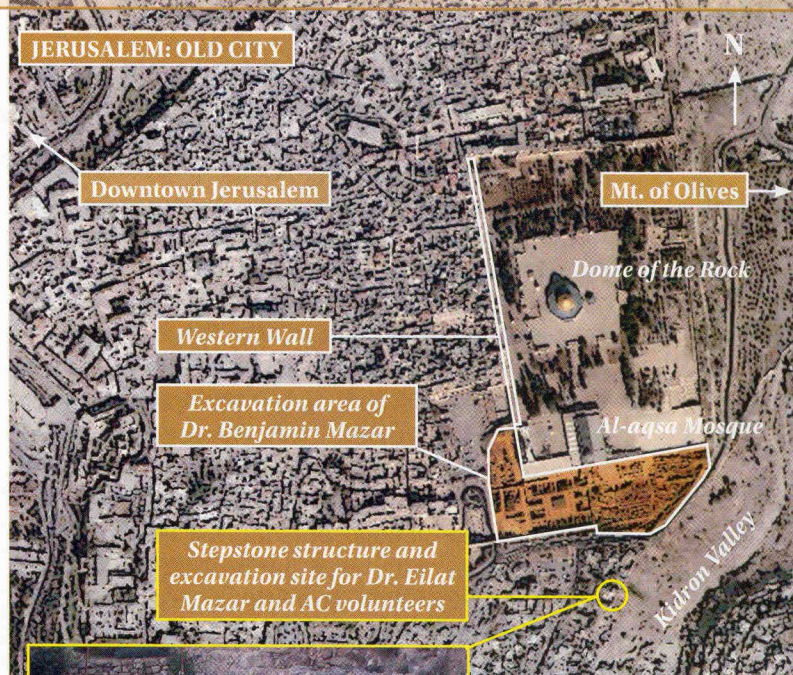 JERUSALEM: OLD CITY
N
Downtown Jerusalem
Mt. of Olives
Dome of the Rock
Western Wall
Excavation area of
Dr. Benjamin Mazar
Al-aqsa Mosque
Stepstone structure and
excavation site for Dr. Eilat
Mazar and AC volunteers
Kidron Valley